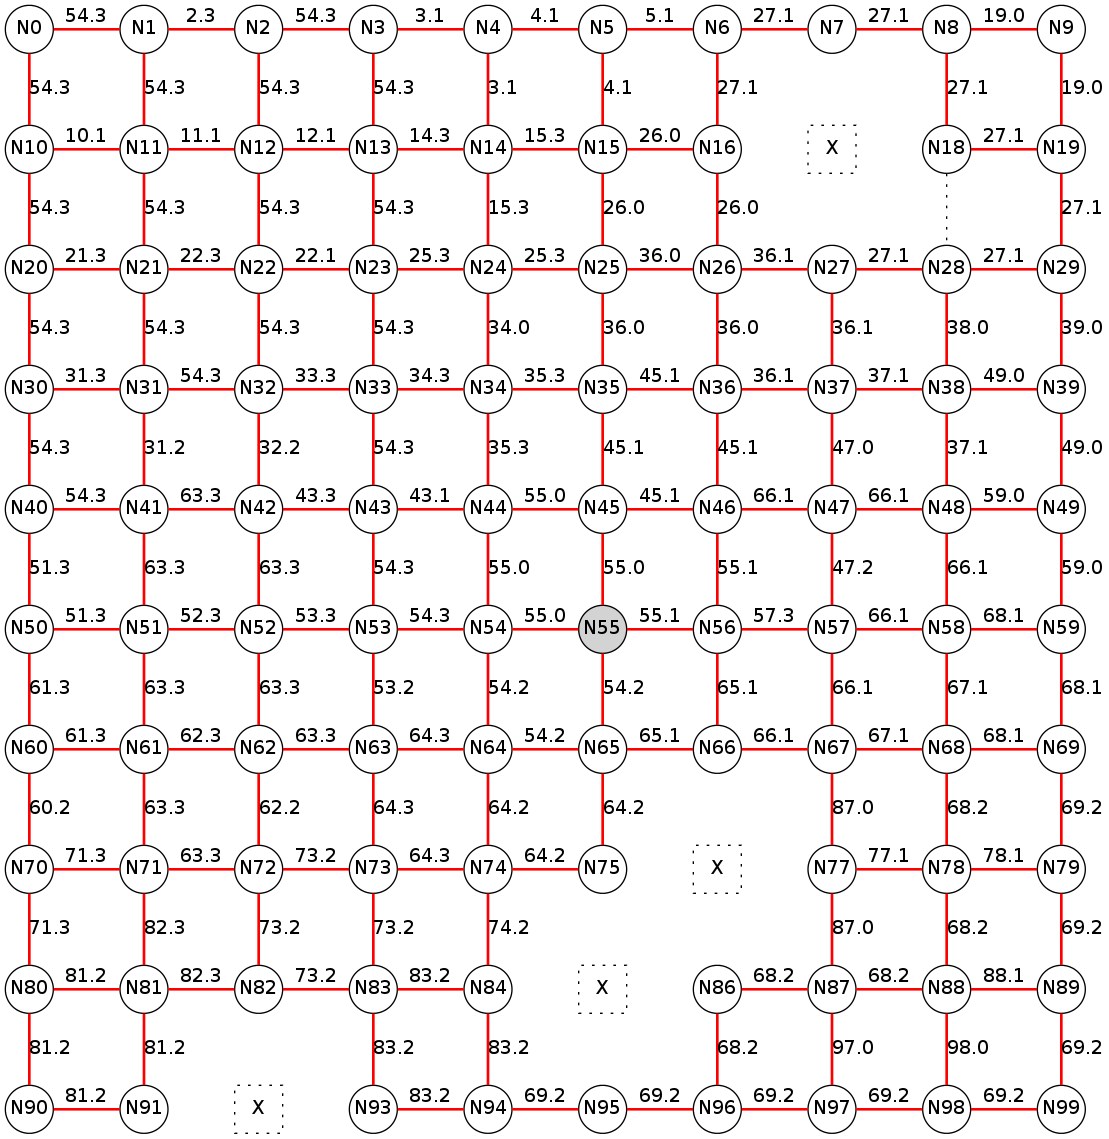 54.3 2.3 54.3 3.1 4.1 5.1 27.1 27.1 19.0
N0 N1 N2 N3 N4 N5 N6 N7 N8 N9
54.3 54.3 54.3 54.3 3.1 4.1 27.1 27.1 19.0
10.1 11.1 12.1 14.3 15.3 26.0 27.1
N10 N11 N12 N13 N14 N15 N16 X N18 N19
54.3 54.3 54.3 54.3 15.3 26.0 26.0 27.1
21.3 22.3 22.1 25.3 25.3 36.0 36.1 27.1 27.1
N20 N21 N22 N23 N24 N25 N26 N27 N28 N29
54.3 54.3 54.3 54.3 34.0 36.0 36.0 36.1 38.0 39.0
31.3 54.3 33.3 34.3 35.3 45.1 36.1 37.1 49.0
N30 N31 N32 N33 N34 N35 N36 N37 N38 N39
54.3 31.2 32.2 54.3 35.3 45.1 45.1 47.0 37.1 49.0
54.3 63.3 43.3 43.1 55.0 45.1 66.1 66.1 59.0
N40 N41 N42 N43 N44 N45 N46 N47 N48 N49
51.3 63.3 63.3 54.3 55.0 55.0 55.1 47.2 66.1 59.0
51.3 52.3 53.3 54.3 55.0 55.1 57.3 66.1 68.1
N50 N51 N52 N53 N54 N55 N56 N57 N58 N59
61.3 63.3 63.3 53.2 54.2 54.2 65.1 66.1 67.1 68.1
61.3 62.3 63.3 64.3 54.2 65.1 66.1 67.1 68.1
N60 N61 N62 N63 N64 N65 N66 N67 N68 N69
60.2 63.3 62.2 64.3 64.2 64.2 87.0 68.2 69.2
71.3 63.3 73.2 64.3 64.2 77.1 78.1
N70 N71 N72 N73 N74 N75 X N77 N78 N79
71.3 82.3 73.2 73.2 74.2 87.0 68.2 69.2
81.2 82.3 73.2 83.2 68.2 68.2 88.1
N80 N81 N82 N83 N84 X N86 N87 N88 N89
81.2 81.2 83.2 83.2 68.2 97.0 98.0 69.2
81.2 83.2 69.2 69.2 69.2 69.2 69.2
N90 N91 X N93 N94 N95 N96 N97 N98 N99